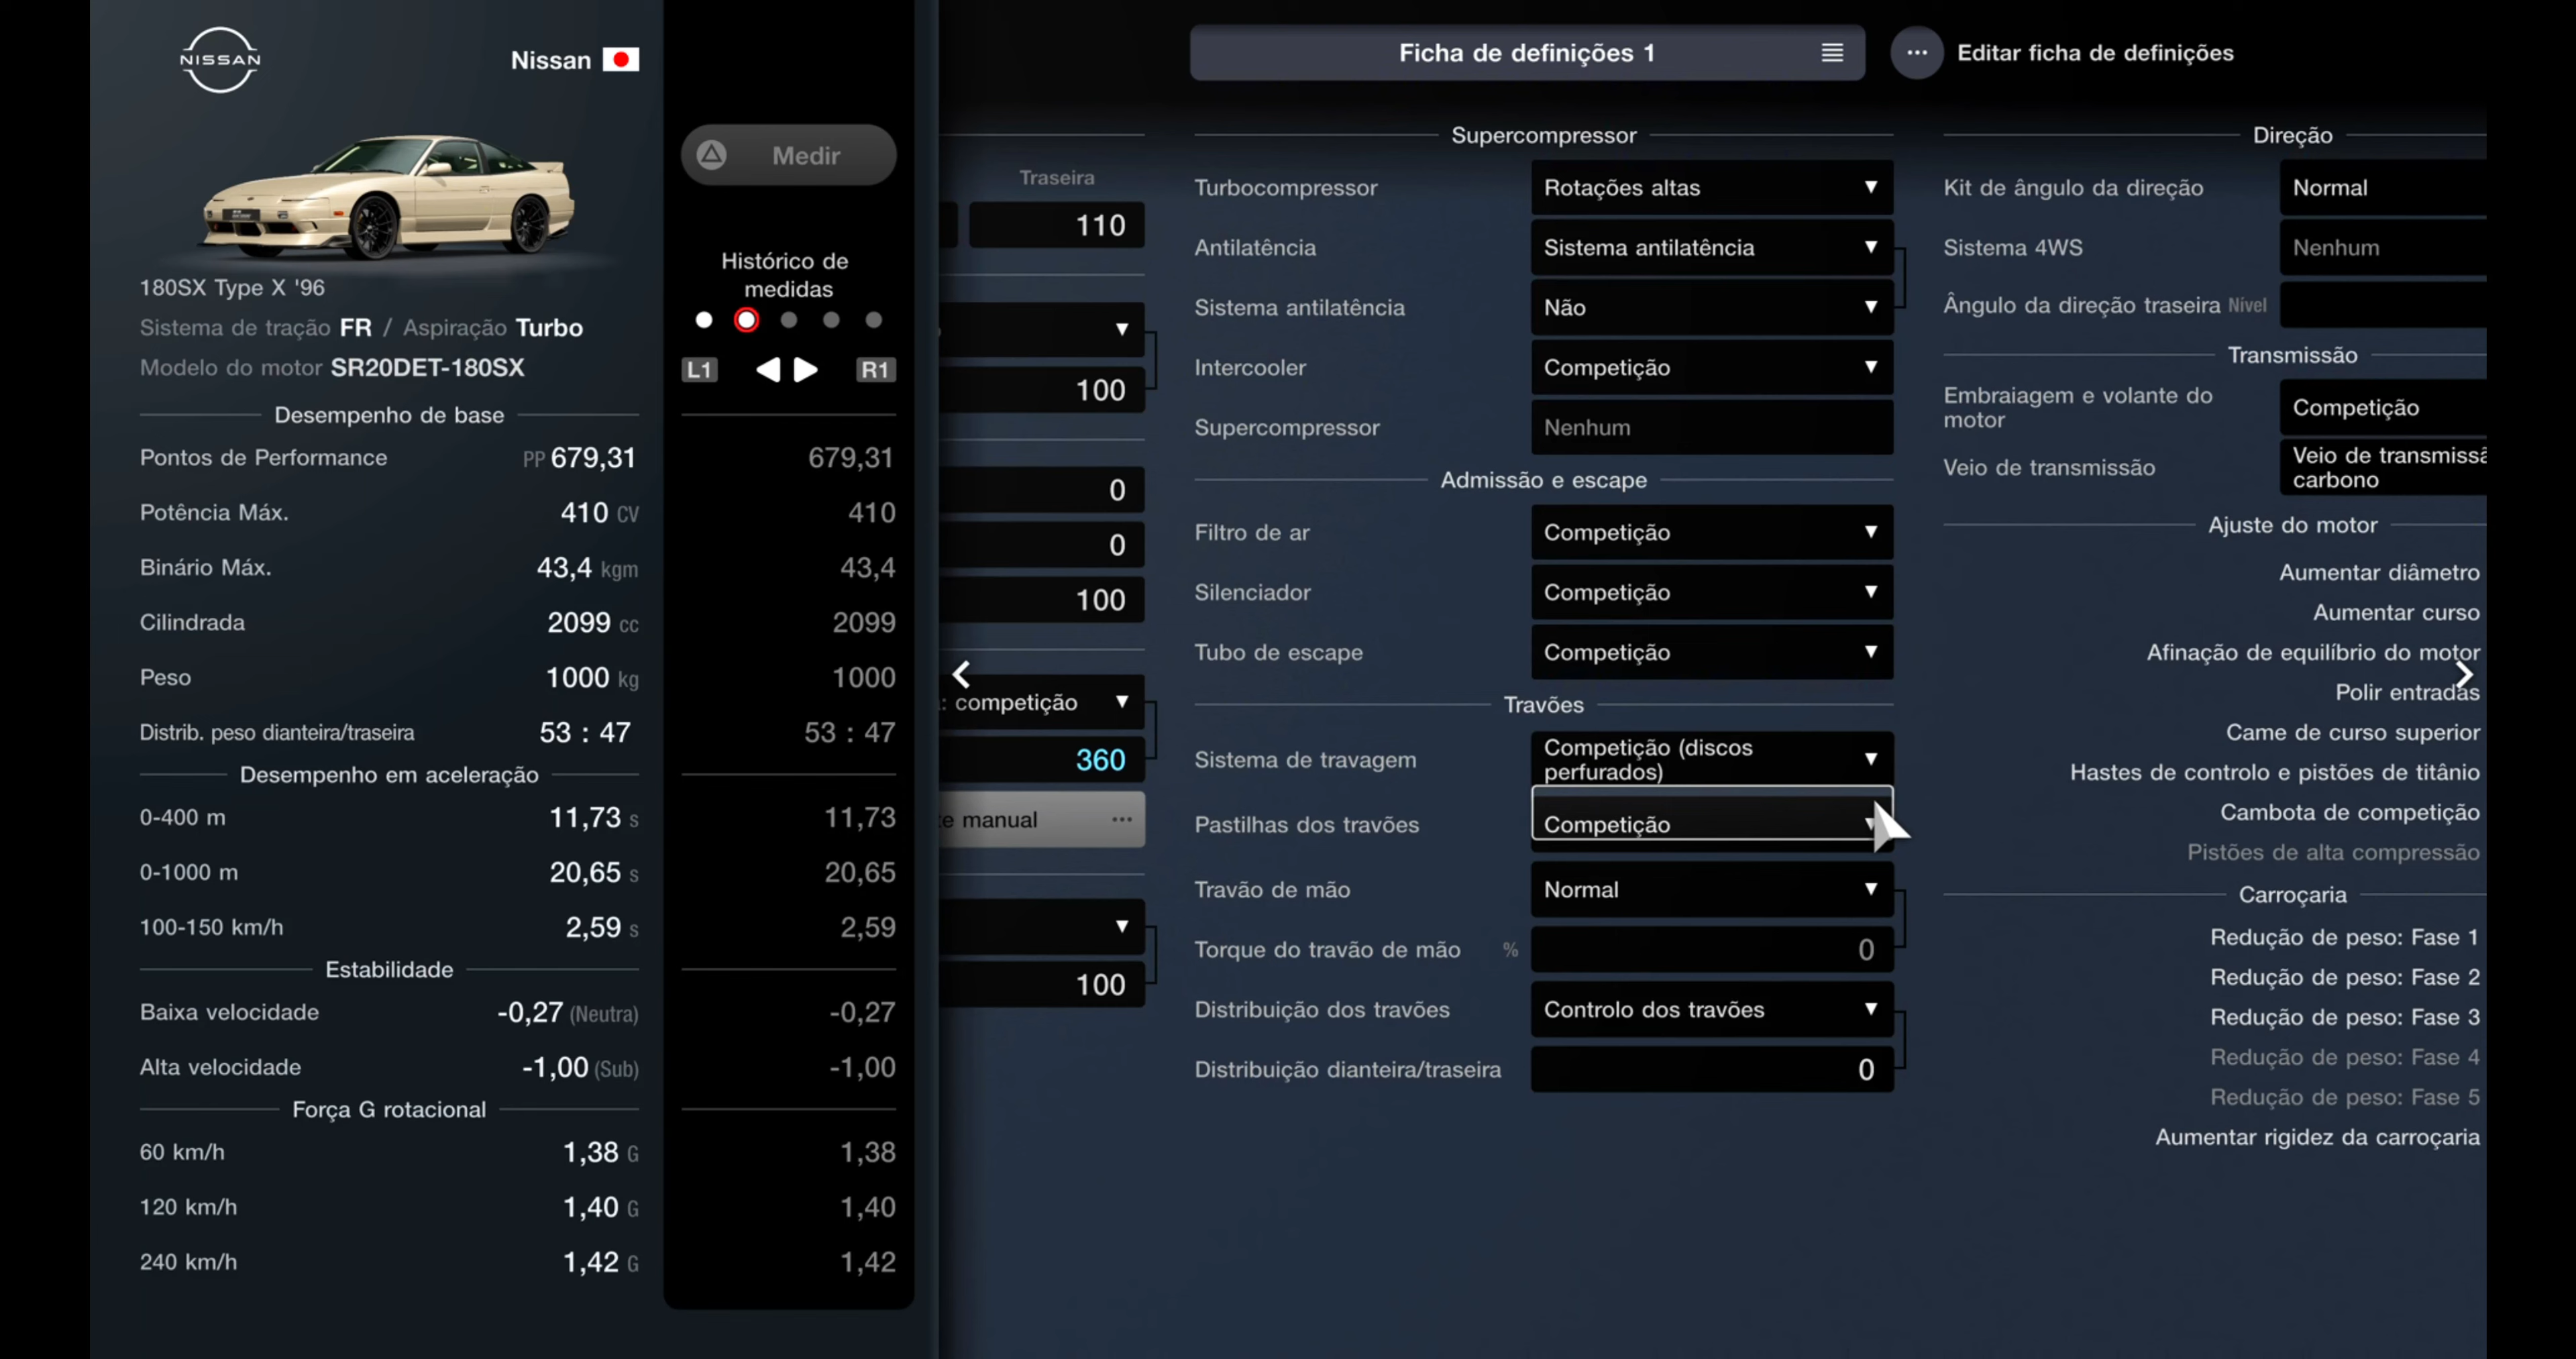 NISSAN
Nissan
180SX Type X '96
Sistema de tração FR / Aspiração Turbo
Modelo do motor SR20DET-180SX
Desempenho de base
Pontos de Performance PP 679,31
Potência Máx. 410 CV
Binário Máx. 43,4 kgm
Cilindrada 2099 cc
Peso 1000 kg
Distrib. peso dianteira/traseira 53 : 47
Desempenho em aceleração
0-400 m 11,73 s
0-1000 m 20,65 s
100-150 km/h 2,59 s
Estabilidade
Baixa velocidade -0,27 (Neutra)
Alta velocidade -1,00 (Sub)
Força G rotacional
60 km/h 1,38 G
120 km/h 1,40 G
240 km/h 1,42 G
Medir
Histórico de
medidas
L1 R1
679,31
410
43,4
2099
1000
53 : 47
11,73
20,65
2,59
-0,27
-1,00
1,38
1,40
1,42
Ficha de definições 1
Editar ficha de definições
Traseira
110
100
0
0
100
: competição
360
te manual
100
Supercompressor
Turbocompressor Rotações altas
Antilatência Sistema antilatência
Sistema antilatência Não
Intercooler Competição
Supercompressor Nenhum
Admissão e escape
Filtro de ar Competição
Silenciador Competição
Tubo de escape Competição
Travões
Sistema de travagem Competição (discos
perfurados)
Pastilhas dos travões Competição
Travão de mão Normal
Torque do travão de mão % 0
Distribuição dos travões Controlo dos travões
Distribuição dianteira/traseira 0
Direção
Kit de ângulo da direção Normal
Sistema 4WS Nenhum
Ângulo da direção traseira Nível
Transmissão
Embraiagem e volante do
motor Competição
Veio de transmissão Veio de transmissã
carbono
Ajuste do motor
Aumentar diâmetro
Aumentar curso
Afinação de equilíbrio do motor
Polir entradas
Came de curso superior
Hastes de controlo e pistões de titânio
Cambota de competição
Pistões de alta compressão
Carroçaria
Redução de peso: Fase 1
Redução de peso: Fase 2
Redução de peso: Fase 3
Redução de peso: Fase 4
Redução de peso: Fase 5
Aumentar rigidez da carroçaria